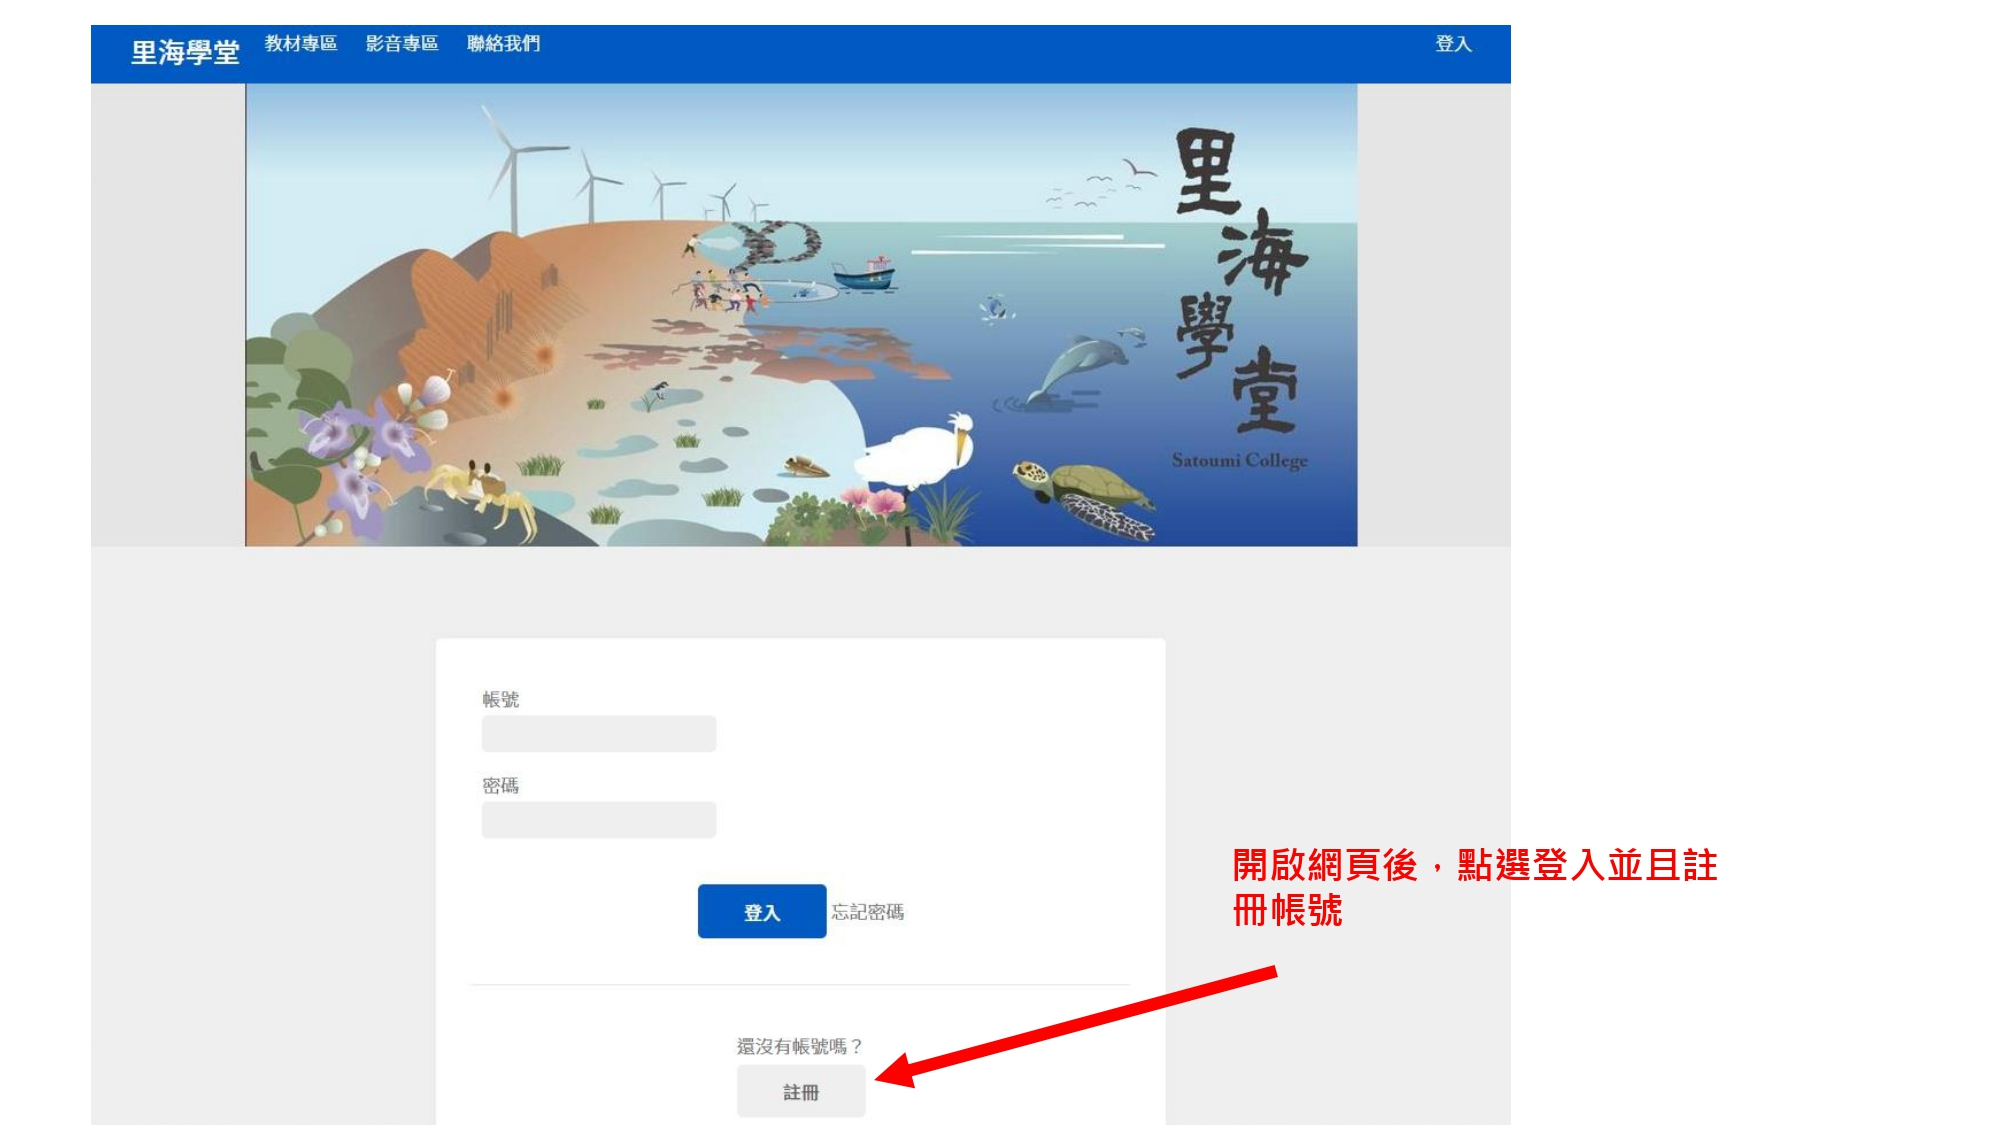 里海學堂 教材專區 影音專區 聯絡我們 登入
里海學堂
Satoumi College
帳號
密碼
登入 忘記密碼
開啟網頁後，點選登入並且註
冊帳號
還沒有帳號嗎？
註冊